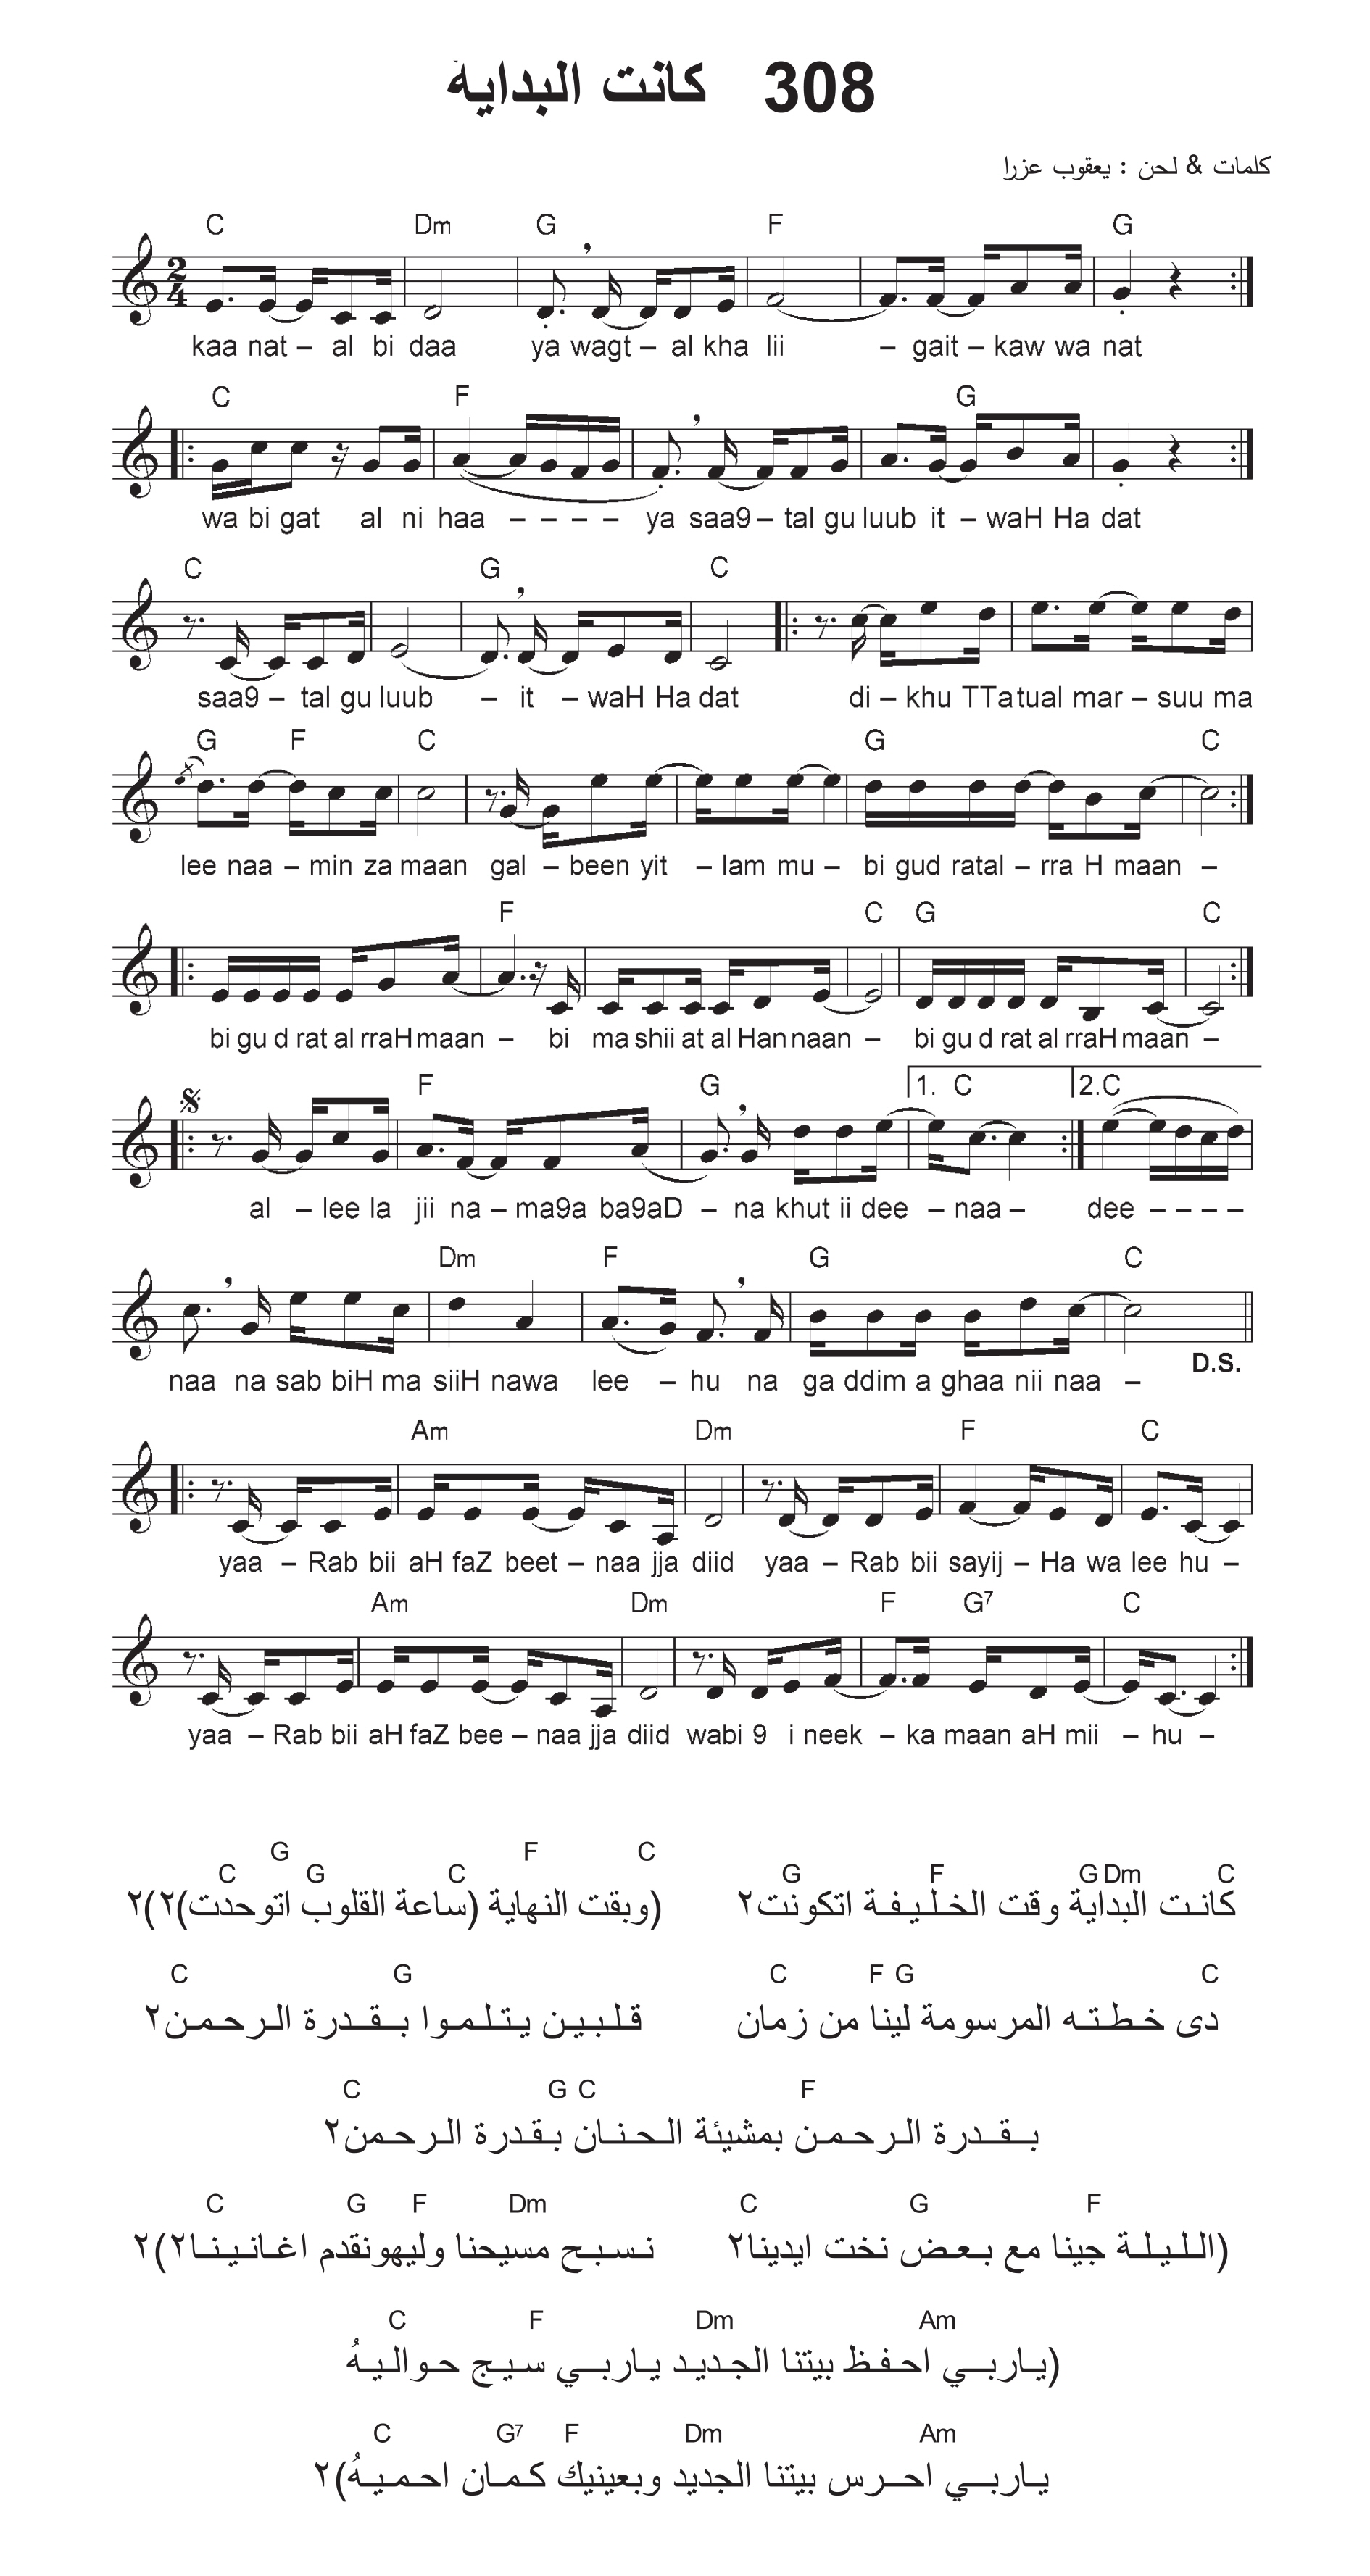 308 كانت البداية
كلمات & لحن : يعقوب عزرا
C Dm G F G
2/4
kaa nat – al bi daa ya wagt – al kha lii – gait – kaw wa nat
C F G
wa bi gat al ni haa – – – – ya saa9 – tal gu luub it – waH Ha dat
C G C
saa9 – tal gu luub – it – waH Ha dat di – khu TTa tual mar – suu ma
G F C G C
lee naa – min za maan gal – been yit – lam mu – bi gud ratal – rra H maan –
F C G C
bi gu d rat al rraH maan – bi ma shii at al Han naan – bi gu d rat al rraH maan –
F G 1. C 2.C
al – lee la jii na – ma9a ba9aD – na khut ii dee – naa – dee – – – –
Dm F G C
naa na sab biH ma siiH nawa lee – hu na ga ddim a ghaa nii naa –
D.S.
Am Dm F C
yaa – Rab bii aH faZ beet – naa jja diid yaa – Rab bii sayij – Ha wa lee hu –
Am Dm F G7 C
yaa – Rab bii aH faZ bee – naa jja diid wabi 9 i neek – ka maan aH mii – hu –
C G Dm F G C F G C G C
كانت البداية وقت الخليفة اتكونت٢ (وبقت النهاية (ساعة القلوب اتوحدت)٢)٢
C G F C G C
دى خطته المرسومة لينا من زمان قلبين يتلموا بقدرة الرحمن٢
F C G C
بقدرة الرحمن بمشيئة الحنان بقدرة الرحمن٢
F G C Dm F G C
(الليلة جينا مع بعض نخت ايدينا٢ نسبح مسيحنا وليهونقدم اغانينا٢)٢
Am Dm F C
(ياربي احفظ بيتنا الجديد ياربي سيج حواليهُ
Am Dm F G7 C
ياربي احرس بيتنا الجديد وبعينيك كمان احميهُ)٢